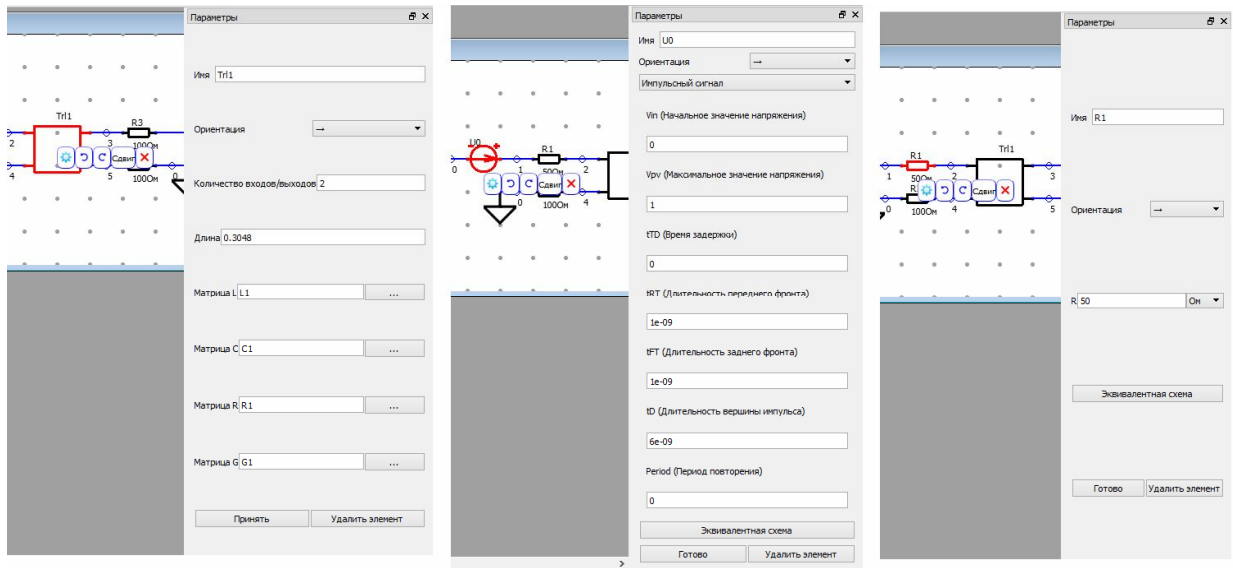 Параметры
Имя Trl1
Ориентация →
Количество входов/выходов 2
Длина 0.3048
Матрица L L1 ...
Матрица C C1 ...
Матрица R R1 ...
Матрица G G1 ...
Принять Удалить элемент
Trl1 R3
2 3 100Ом
Сдвиг
4 5 100Ом 0
Параметры
Имя U0
Ориентация →
Импульсный сигнал
Vin (Начальное значение напряжения)
0
Vpv (Максимальное значение напряжения)
1
tTD (Время задержки)
0
tRT (Длительность переднего фронта)
1e-09
tFT (Длительность заднего фронта)
1e-09
tD (Длительность вершины импульса)
6e-09
Period (Период повторения)
0
Эквивалентная схема
Готово Удалить элемент
U0 R1
0 1 50Ом 2
Сдвиг
0 100Ом 4
Параметры
Имя R1
Ориентация →
R 50 Ом
Эквивалентная схема
Готово Удалить элемент
R1 Trl1
1 50Ом 2 3
R Сдвиг
0 100Ом 4 5